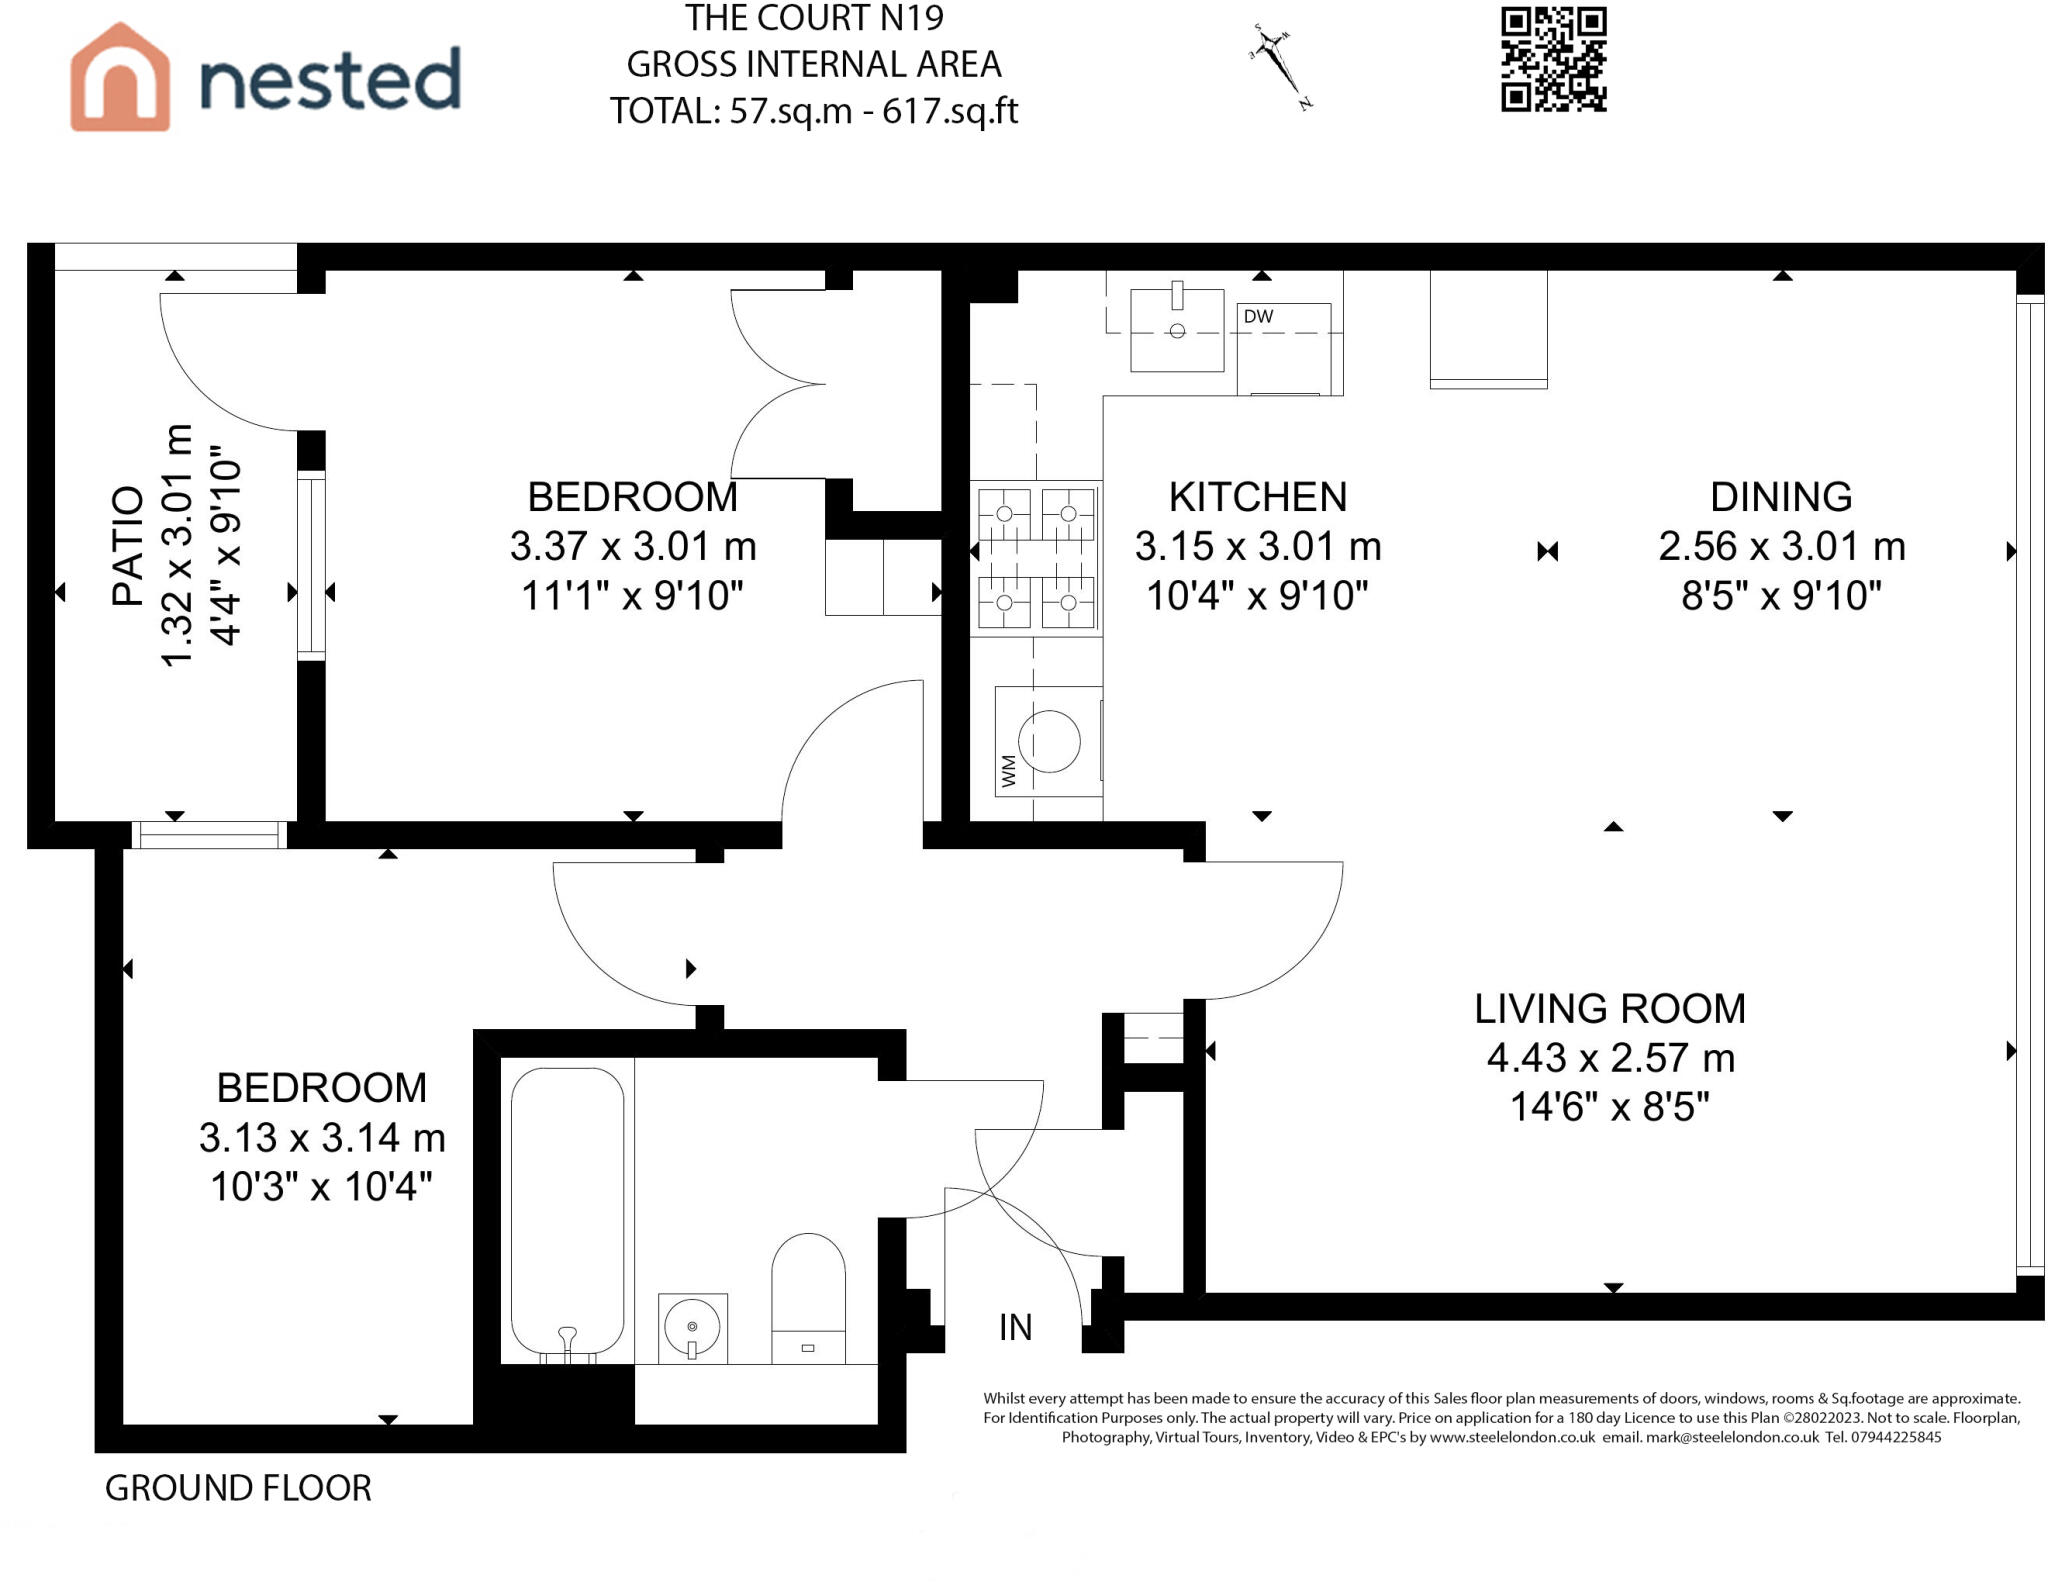 nested
THE COURT N19
GROSS INTERNAL AREA
TOTAL: 57.sq.m - 617.sq.ft
S
W
E
N
PATIO
1.32 x 3.01 m
4'4" x 9'10"
BEDROOM
3.37 x 3.01 m
11'1" x 9'10"
DW
WM
KITCHEN
3.15 x 3.01 m
10'4" x 9'10"
DINING
2.56 x 3.01 m
8'5" x 9'10"
LIVING ROOM
4.43 x 2.57 m
14'6" x 8'5"
BEDROOM
3.13 x 3.14 m
10'3" x 10'4"
IN
Whilst every attempt has been made to ensure the accuracy of this Sales floor plan measurements of doors, windows, rooms & Sq.footage are approximate.
For Identification Purposes only. The actual property will vary. Price on application for a 180 day Licence to use this Plan ©28022023. Not to scale. Floorplan,
Photography, Virtual Tours, Inventory, Video & EPC's by www.steelelondon.co.uk email. mark@steelelondon.co.uk Tel. 07944225845
GROUND FLOOR